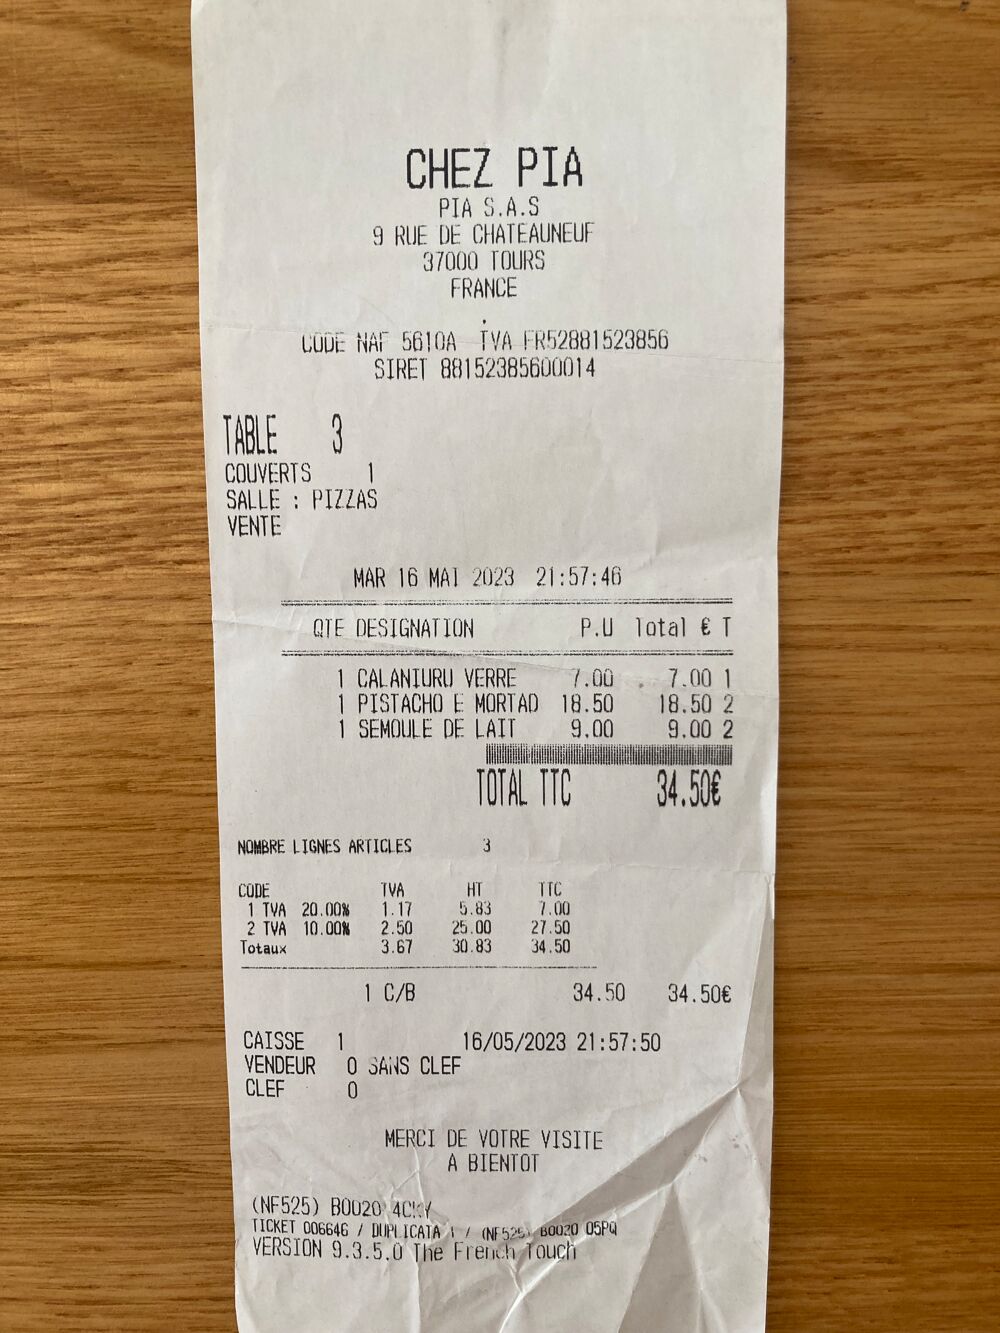 CHEZ PIA
PIA S.A.S
9 RUE DE CHATEAUNEUF
37000 TOURS
FRANCE
.
CODE NAF 5610A TVA FR52881523856
SIRET 88152385600014
TABLE 3
COUVERTS 1
SALLE : PIZZAS
VENTE
MAR 16 MAI 2023 21:57:46
QTE DESIGNATION P.U Total € T
1 CALANIURU VERRE 7.00 7.00 1
1 PISTACHO E MORTAD 18.50 18.50 2
1 SEMOULE DE LAIT 9.00 9.00 2
TOTAL TTC 34.50€
NOMBRE LIGNES ARTICLES 3
CODE TVA HT TTC
1 TVA 20.00% 1.17 5.83 7.00
2 TVA 10.00% 2.50 25.00 27.50
Totaux 3.67 30.83 34.50
1 C/B 34.50 34.50€
CAISSE 1 16/05/2023 21:57:50
VENDEUR 0 SANS CLEF
CLEF 0
MERCI DE VOTRE VISITE
A BIENTOT
(NF525) B0020
TICKET 006646 / DUPLICATA 1 / (NF525) B0020 05PQ
VERSION 9.3.5.0 The French Touch